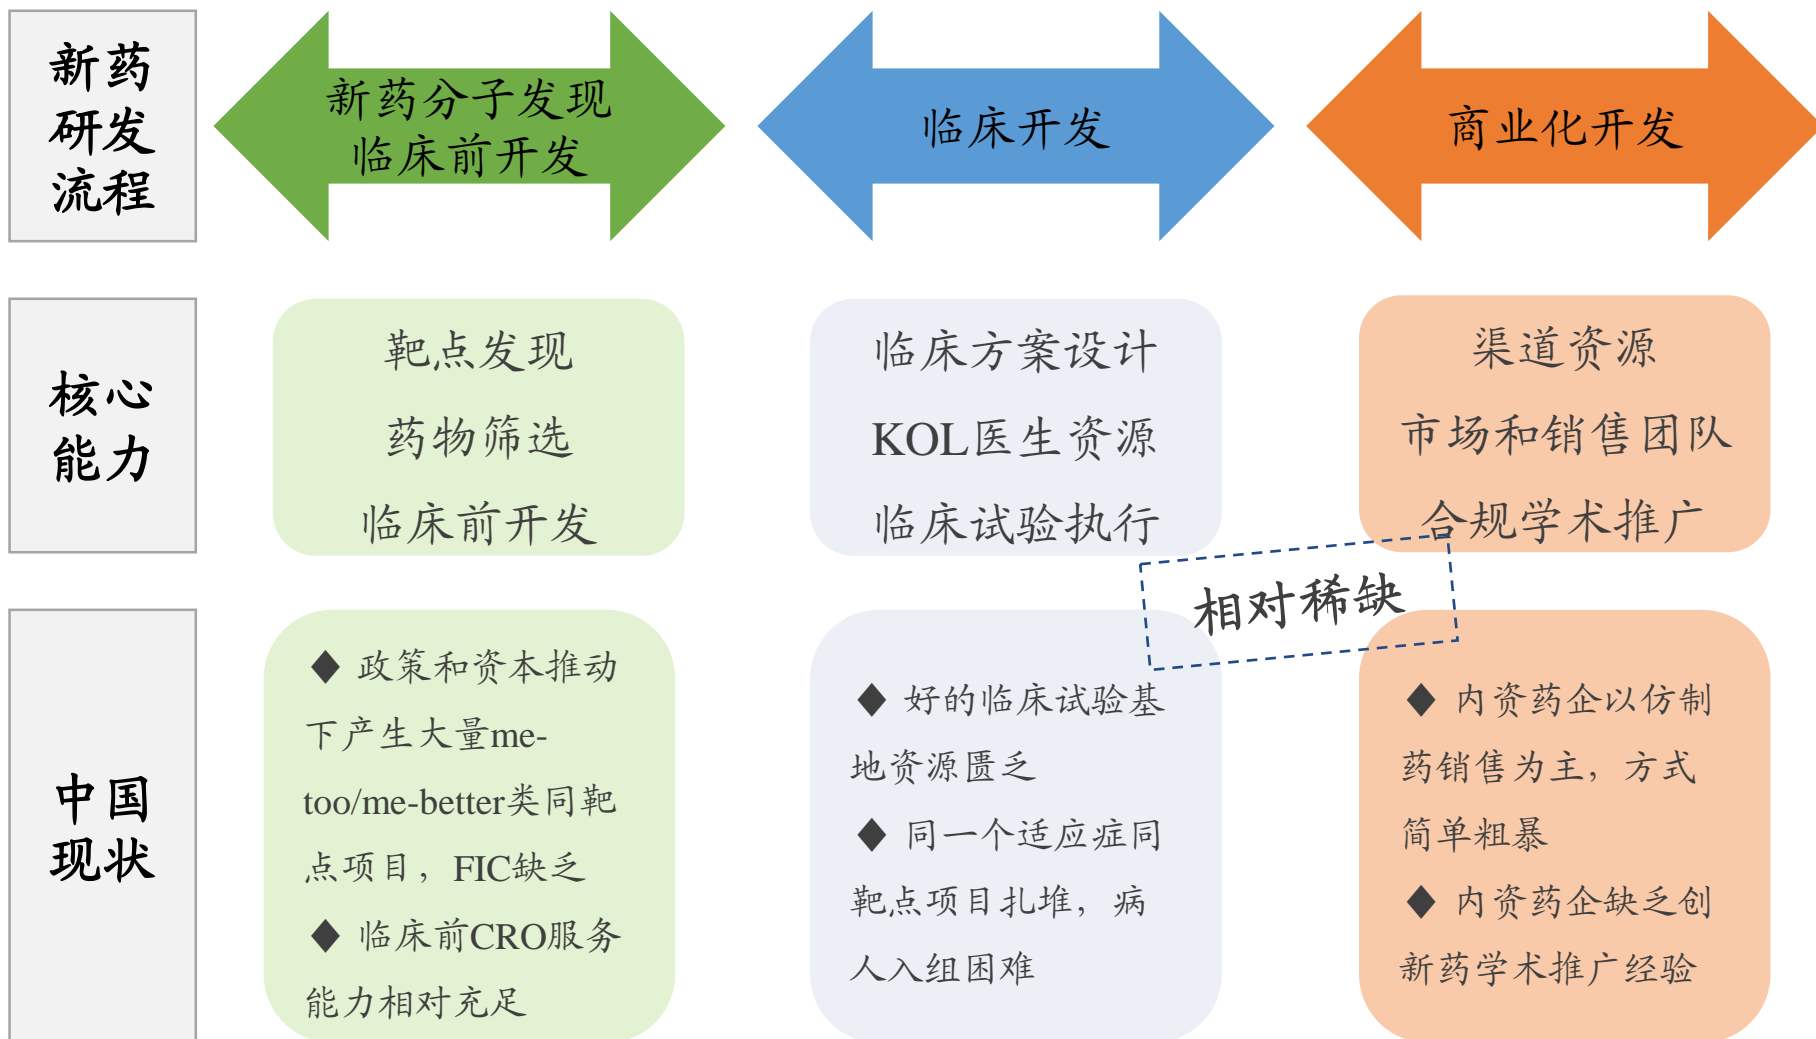 新药
研发
流程
新药分子发现
临床前开发
临床开发
商业化开发
核心
能力
靶点发现
药物筛选
临床前开发
临床方案设计
KOL医生资源
临床试验执行
渠道资源
市场和销售团队
合规学术推广
相对稀缺
中国
现状
◆ 政策和资本推动
下产生大量me-
too/me-better类同靶
点项目，FIC缺乏
◆ 临床前CRO服务
能力相对充足
◆ 好的临床试验基
地资源匮乏
◆ 同一个适应症同
靶点项目扎堆，病
人入组困难
◆ 内资药企以仿制
药销售为主，方式
简单粗暴
◆ 内资药企缺乏创
新药学术推广经验